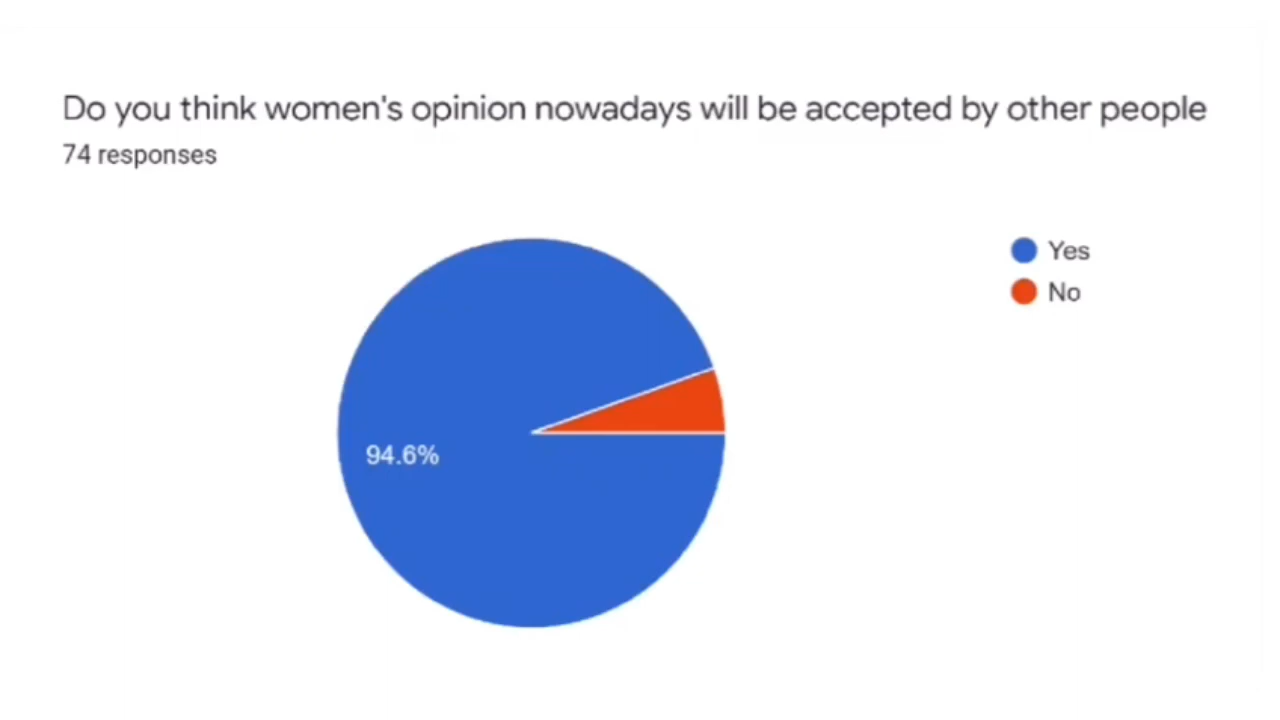 Do you think women's opinion nowadays will be accepted by other people
74 responses
Yes
No
94.6%